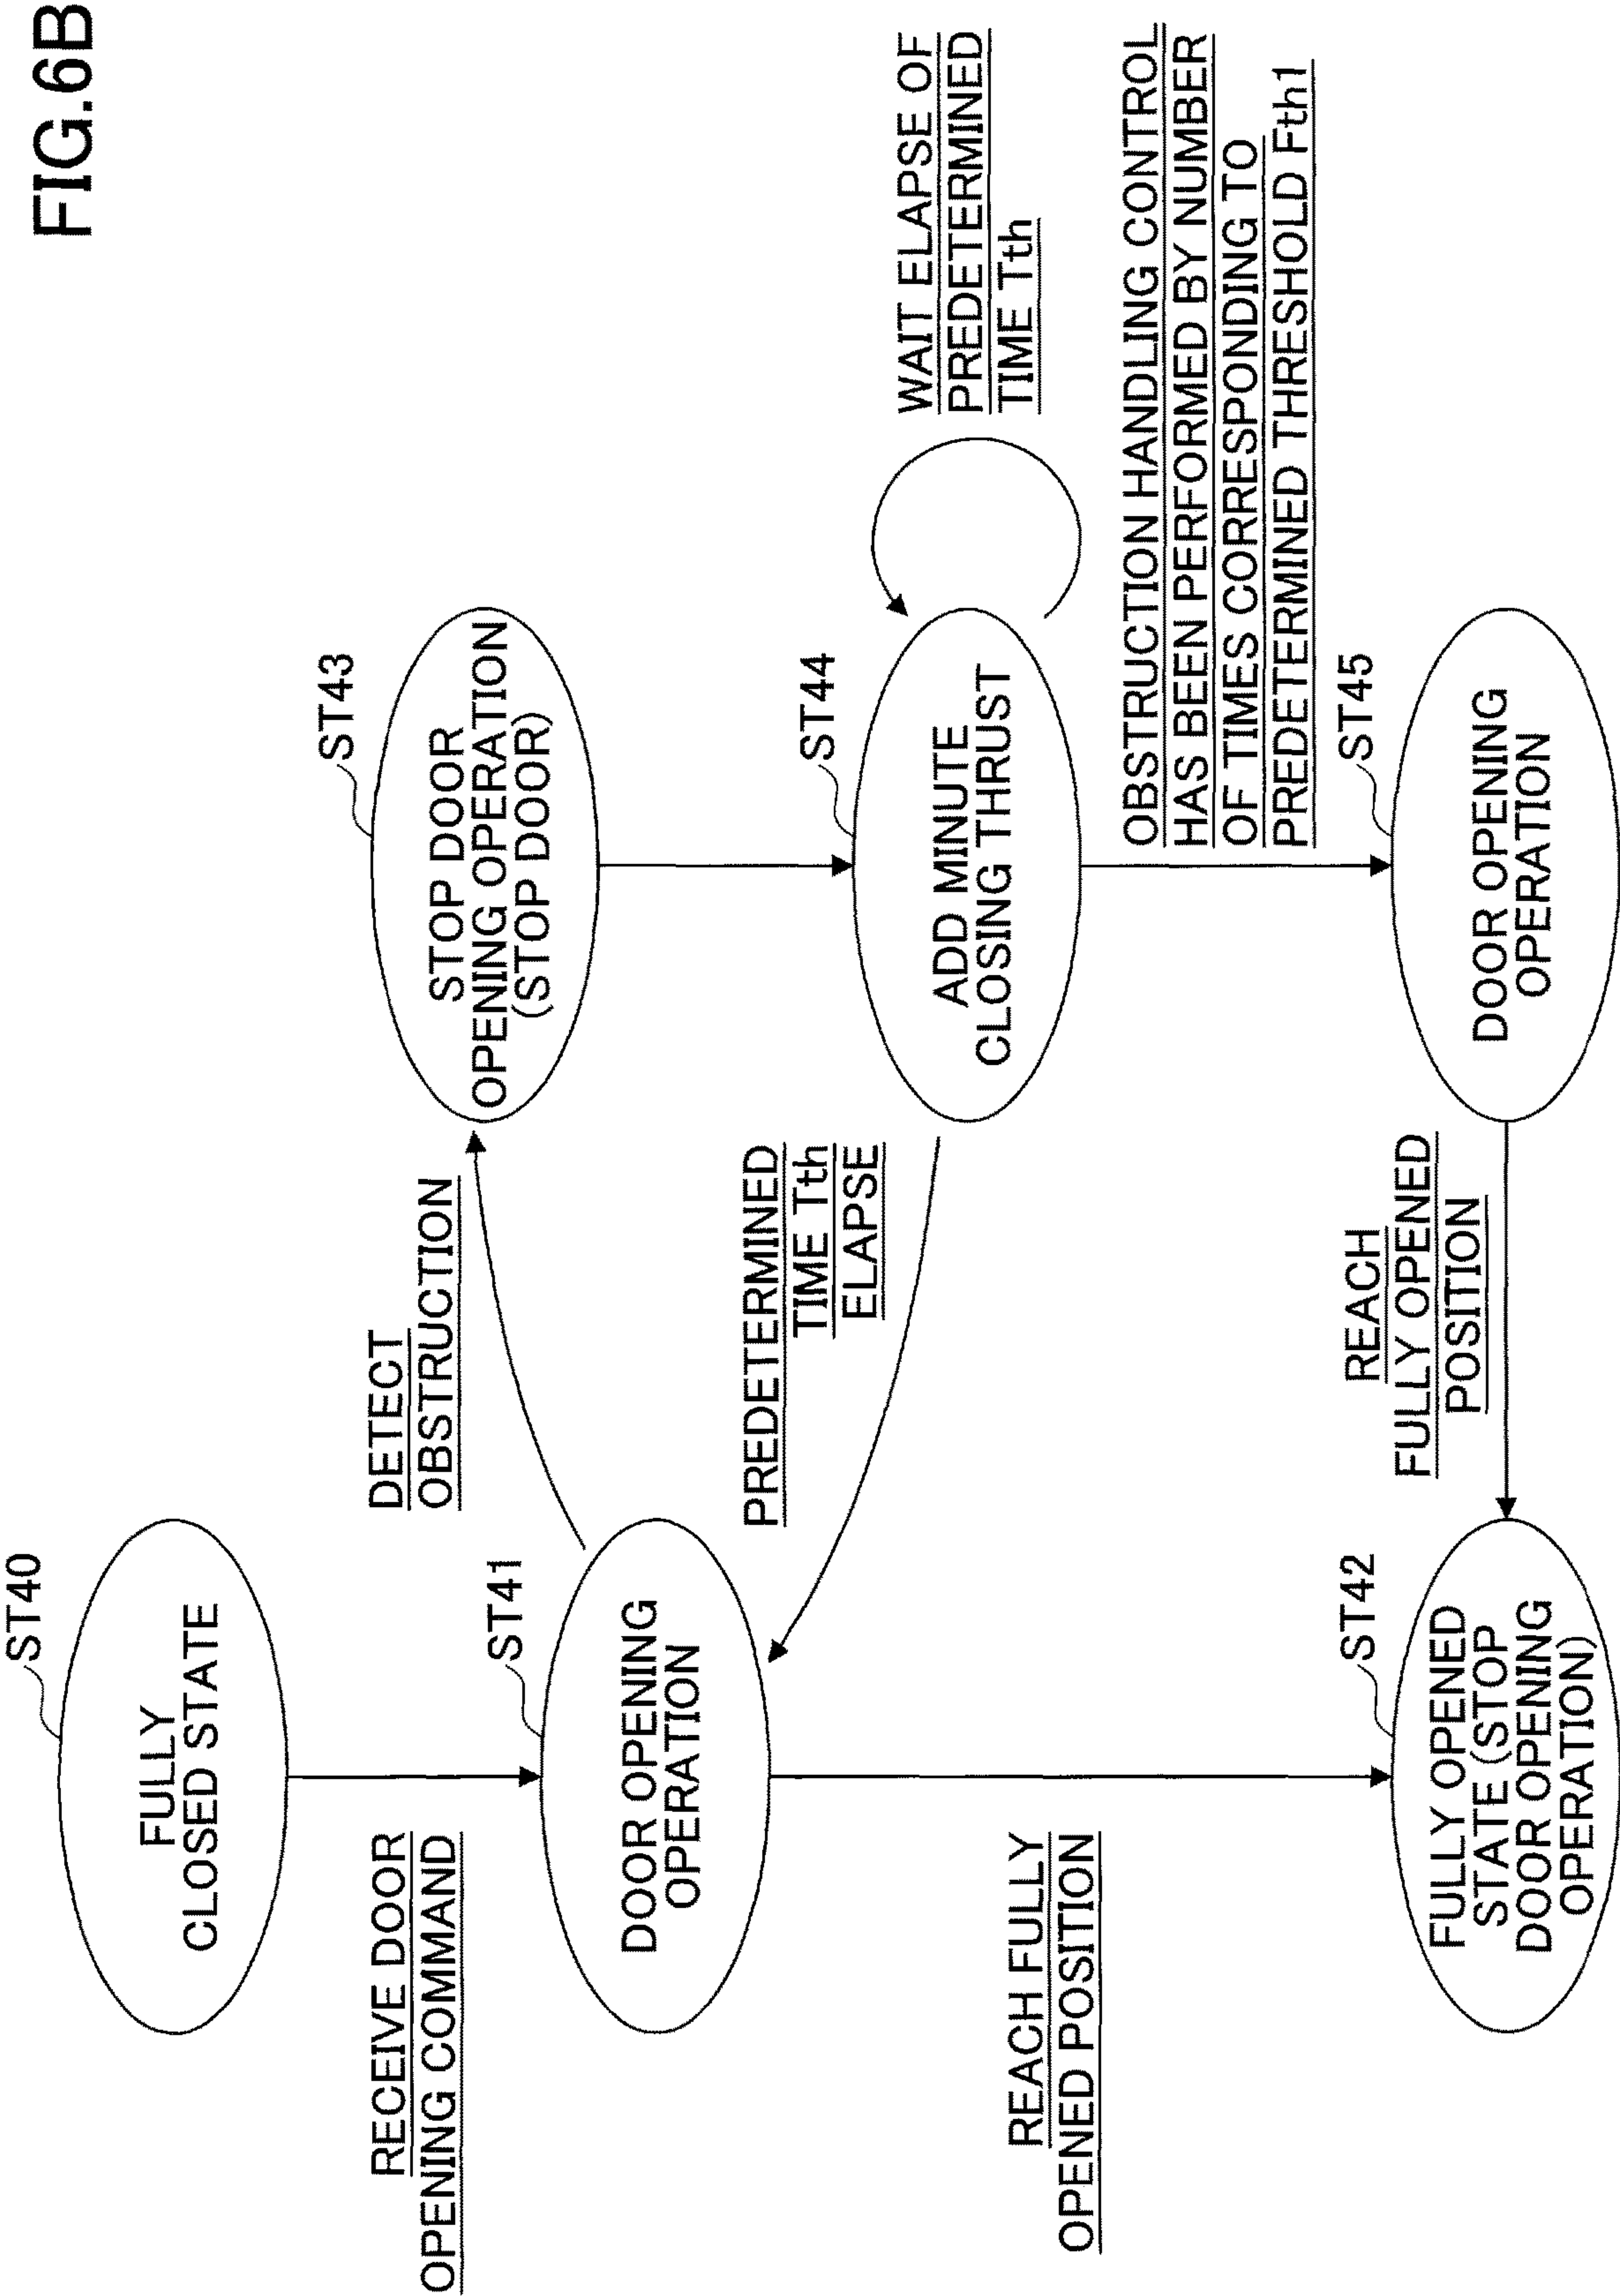 FIG.6B
ST40
FULLY
CLOSED STATE
RECEIVE DOOR
OPENING COMMAND
ST41
DOOR OPENING
OPERATION
DETECT
OBSTRUCTION
ST43
STOP DOOR
OPENING OPERATION
(STOP DOOR)
PREDETERMINED
TIME Tth
ELAPSE
ST44
ADD MINUTE
CLOSING THRUST
WAIT ELAPSE OF
PREDETERMINED
TIME Tth
REACH FULLY
OPENED POSITION
OBSTRUCTION HANDLING CONTROL
HAS BEEN PERFORMED BY NUMBER
OF TIMES CORRESPONDING TO
PREDETERMINED THRESHOLD Fth1
ST42
FULLY OPENED
STATE (STOP
DOOR OPENING
OPERATION)
REACH
FULLY OPENED
POSITION
ST45
DOOR OPENING
OPERATION